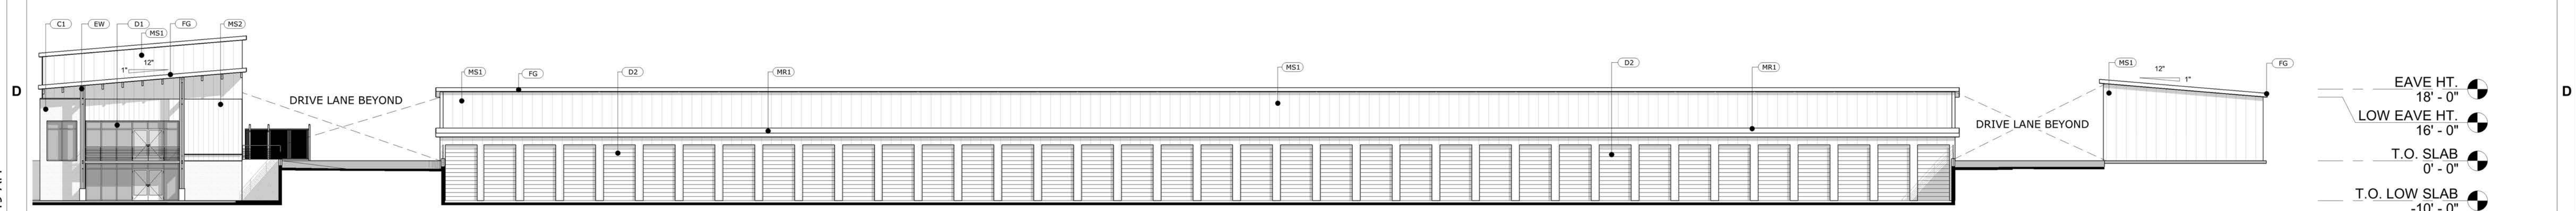 C1
EW
D1
FG
MS2
MS1
12"
1"
D
DRIVE LANE BEYOND
MS1
FG
D2
MR1
MS1
D2
MR1
DRIVE LANE BEYOND
MS1
12"
1"
FG
EAVE HT.
18' - 0"
LOW EAVE HT.
16' - 0"
T.O. SLAB
0' - 0"
T.O. LOW SLAB
-10' - 0"
D